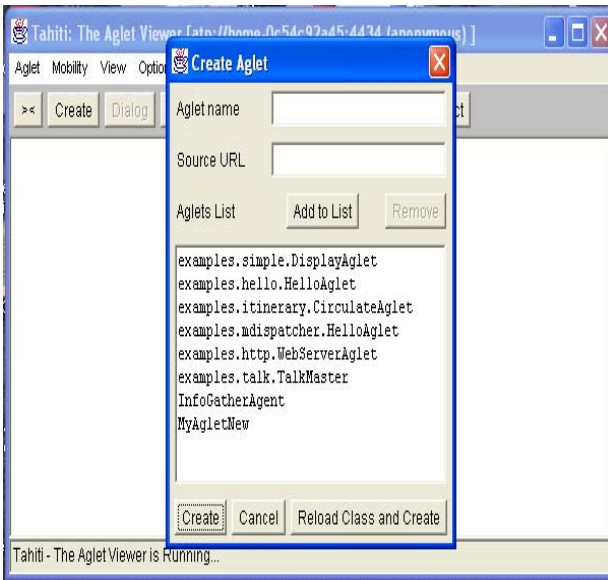 Tahiti: The Aglet Viewer [atp://home-0c54c92a45:4434 (anonymous) ]
Aglet Mobility View Optio
Create Aglet
>< Create Dialog ct
Aglet name
Source URL
Aglets List Add to List Remove
examples.simple.DisplayAglet
examples.hello.HelloAglet
examples.itinerary.CirculateAglet
examples.mdispatcher.HelloAglet
examples.http.WebServerAglet
examples.talk.TalkMaster
InfoGatherAgent
MyAgletNew
Create Cancel Reload Class and Create
Tahiti - The Aglet Viewer is Running...